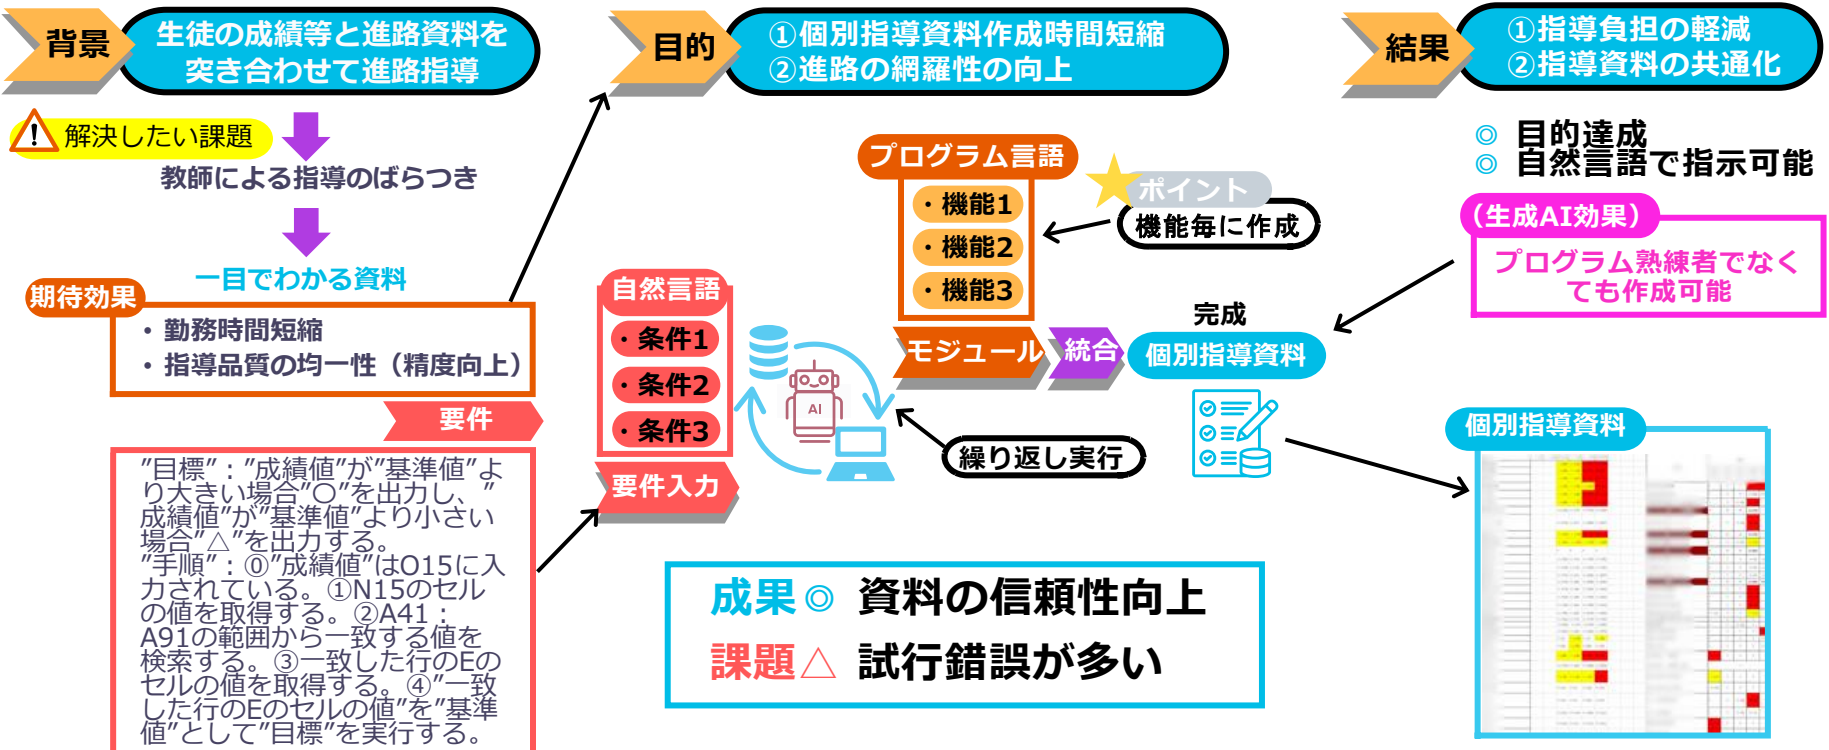 背景
生徒の成績等と進路資料を
突き合わせて進路指導
! 解決したい課題
教師による指導のばらつき
一目でわかる資料
期待効果
・勤務時間短縮
・指導品質の均一性（精度向上）
要件
”目標”：”成績値”が”基準値”よ
り大きい場合”〇”を出力し、”
成績値”が”基準値”より小さい
場合”△”を出力する。
”手順”：⓪”成績値”はO15に入
力されている。①N15のセル
の値を取得する。②A41：
A91の範囲から一致する値を
検索する。③一致した行のEの
セルの値を取得する。④”一致
した行のEのセルの値”を”基準
値”として”目標”を実行する。
目的
①個別指導資料作成時間短縮
②進路の網羅性の向上
自然言語
・条件1
・条件2
・条件3
要件入力
AI
プログラム言語
・機能1
・機能2
・機能3
モジュール
統合
ポイント
機能毎に作成
繰り返し実行
完成
個別指導資料
成果◎ 資料の信頼性向上
課題△ 試行錯誤が多い
結果
①指導負担の軽減
②指導資料の共通化
◎ 目的達成
◎ 自然言語で指示可能
（生成AI効果）
プログラム熟練者でなく
ても作成可能
個別指導資料